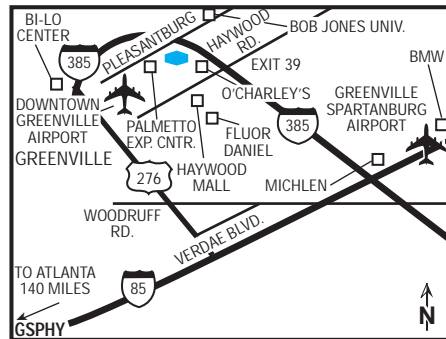 BI-LO
CENTER
PLEASANTBURG
HAYWOOD
RD.
BOB JONES UNIV.
385
EXIT 39
BMW
DOWNTOWN
GREENVILLE
AIRPORT
GREENVILLE
PALMETTO
EXP. CNTR.
O'CHARLEY'S
FLUOR
DANIEL
HAYWOOD
MALL
385
GREENVILLE
SPARTANBURG
AIRPORT
276
MICHLEN
WOODRUFF
RD.
VERDAE BLVD.
TO ATLANTA
140 MILES
85
GSPHY
N